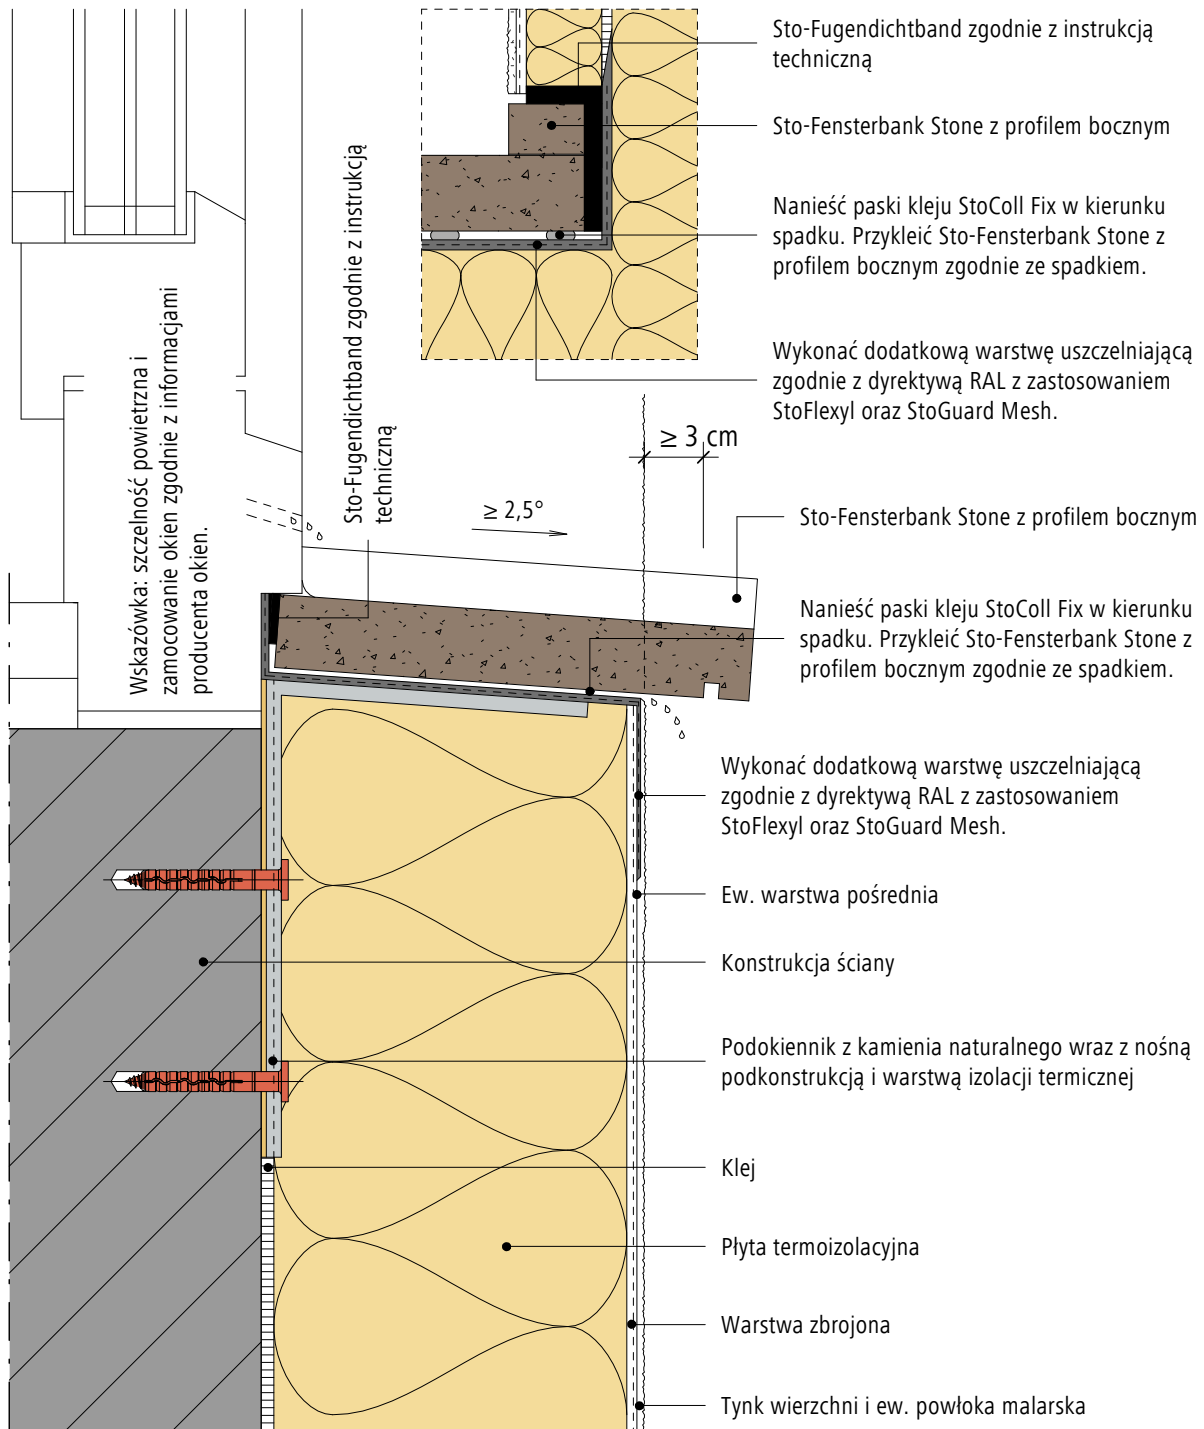 Sto-Fugendichtband zgodnie z instrukcją
techniczną
Sto-Fensterbank Stone z profilem bocznym
Nanieść paski kleju StoColl Fix w kierunku
spadku. Przykleić Sto-Fensterbank Stone z
profilem bocznym zgodnie ze spadkiem.
Wykonać dodatkową warstwę uszczelniającą
zgodnie z dyrektywą RAL z zastosowaniem
StoFlexyl oraz StoGuard Mesh.
Wskazówka: szczelność powietrzna i
zamocowanie okien zgodnie z informacjami
producenta okien.
Sto-Fugendichtband zgodnie z instrukcją
techniczną
≥ 3 cm
≥ 2,5°
Sto-Fensterbank Stone z profilem bocznym
Nanieść paski kleju StoColl Fix w kierunku
spadku. Przykleić Sto-Fensterbank Stone z
profilem bocznym zgodnie ze spadkiem.
Wykonać dodatkową warstwę uszczelniającą
zgodnie z dyrektywą RAL z zastosowaniem
StoFlexyl oraz StoGuard Mesh.
Ew. warstwa pośrednia
Konstrukcja ściany
Podokiennik z kamienia naturalnego wraz z nośną
podkonstrukcją i warstwą izolacji termicznej
Klej
Płyta termoizolacyjna
Warstwa zbrojona
Tynk wierzchni i ew. powłoka malarska